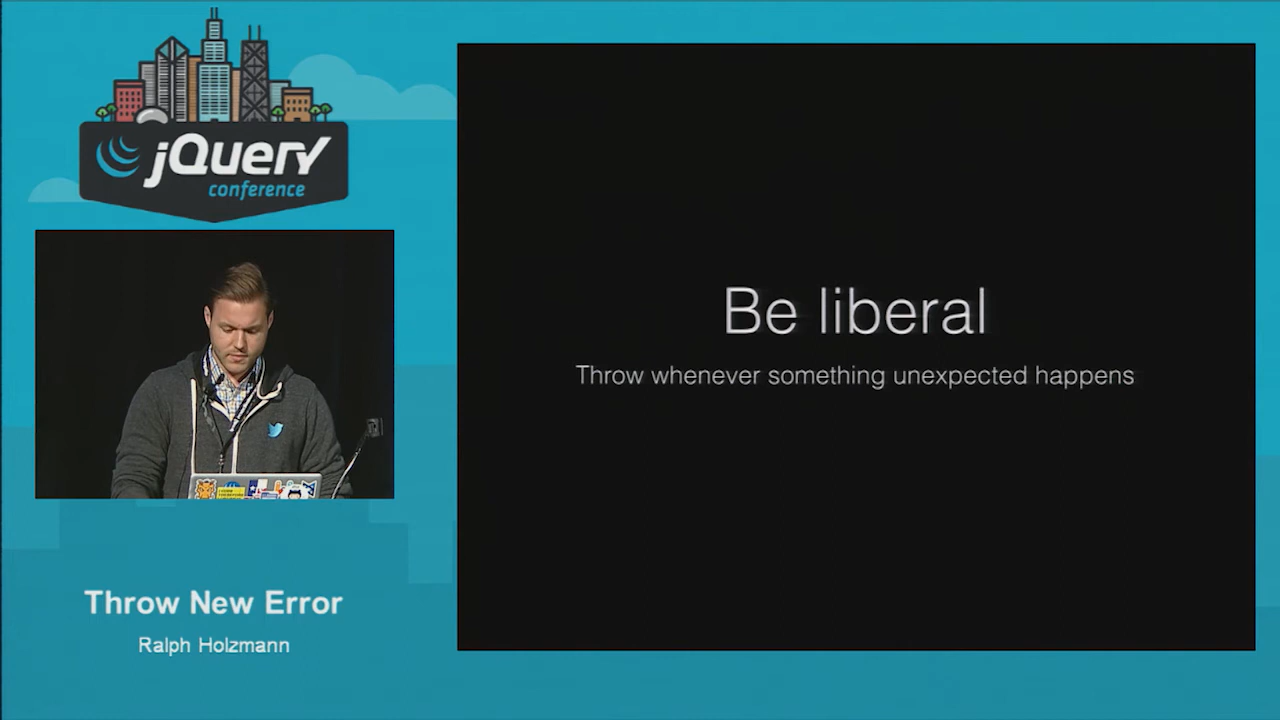 jQuery
conference
Throw New Error
Ralph Holzmann
Be liberal
Throw whenever something unexpected happens